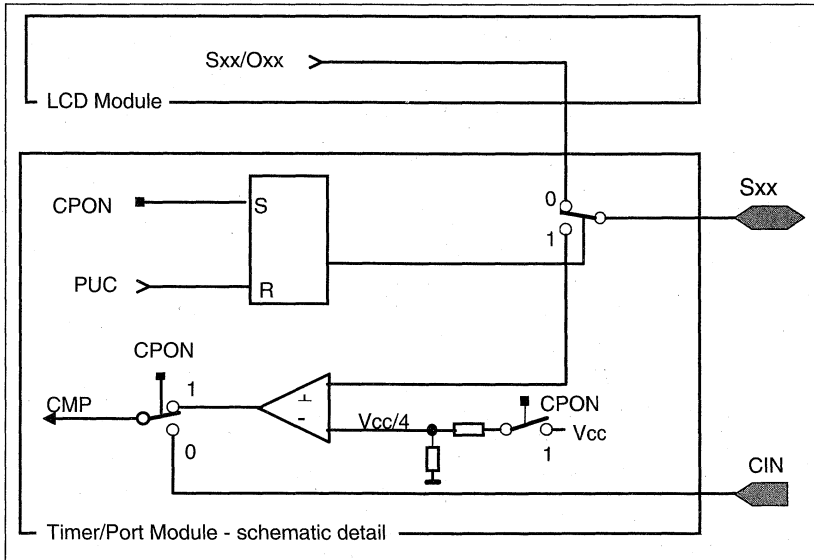 Sxx/Oxx
LCD Module
CPON
S
0
Sxx
1
PUC
R
CPON
CMP
1
+
-
Vcc/4
CPON
Vcc
0
1
CIN
Timer/Port Module - schematic detail